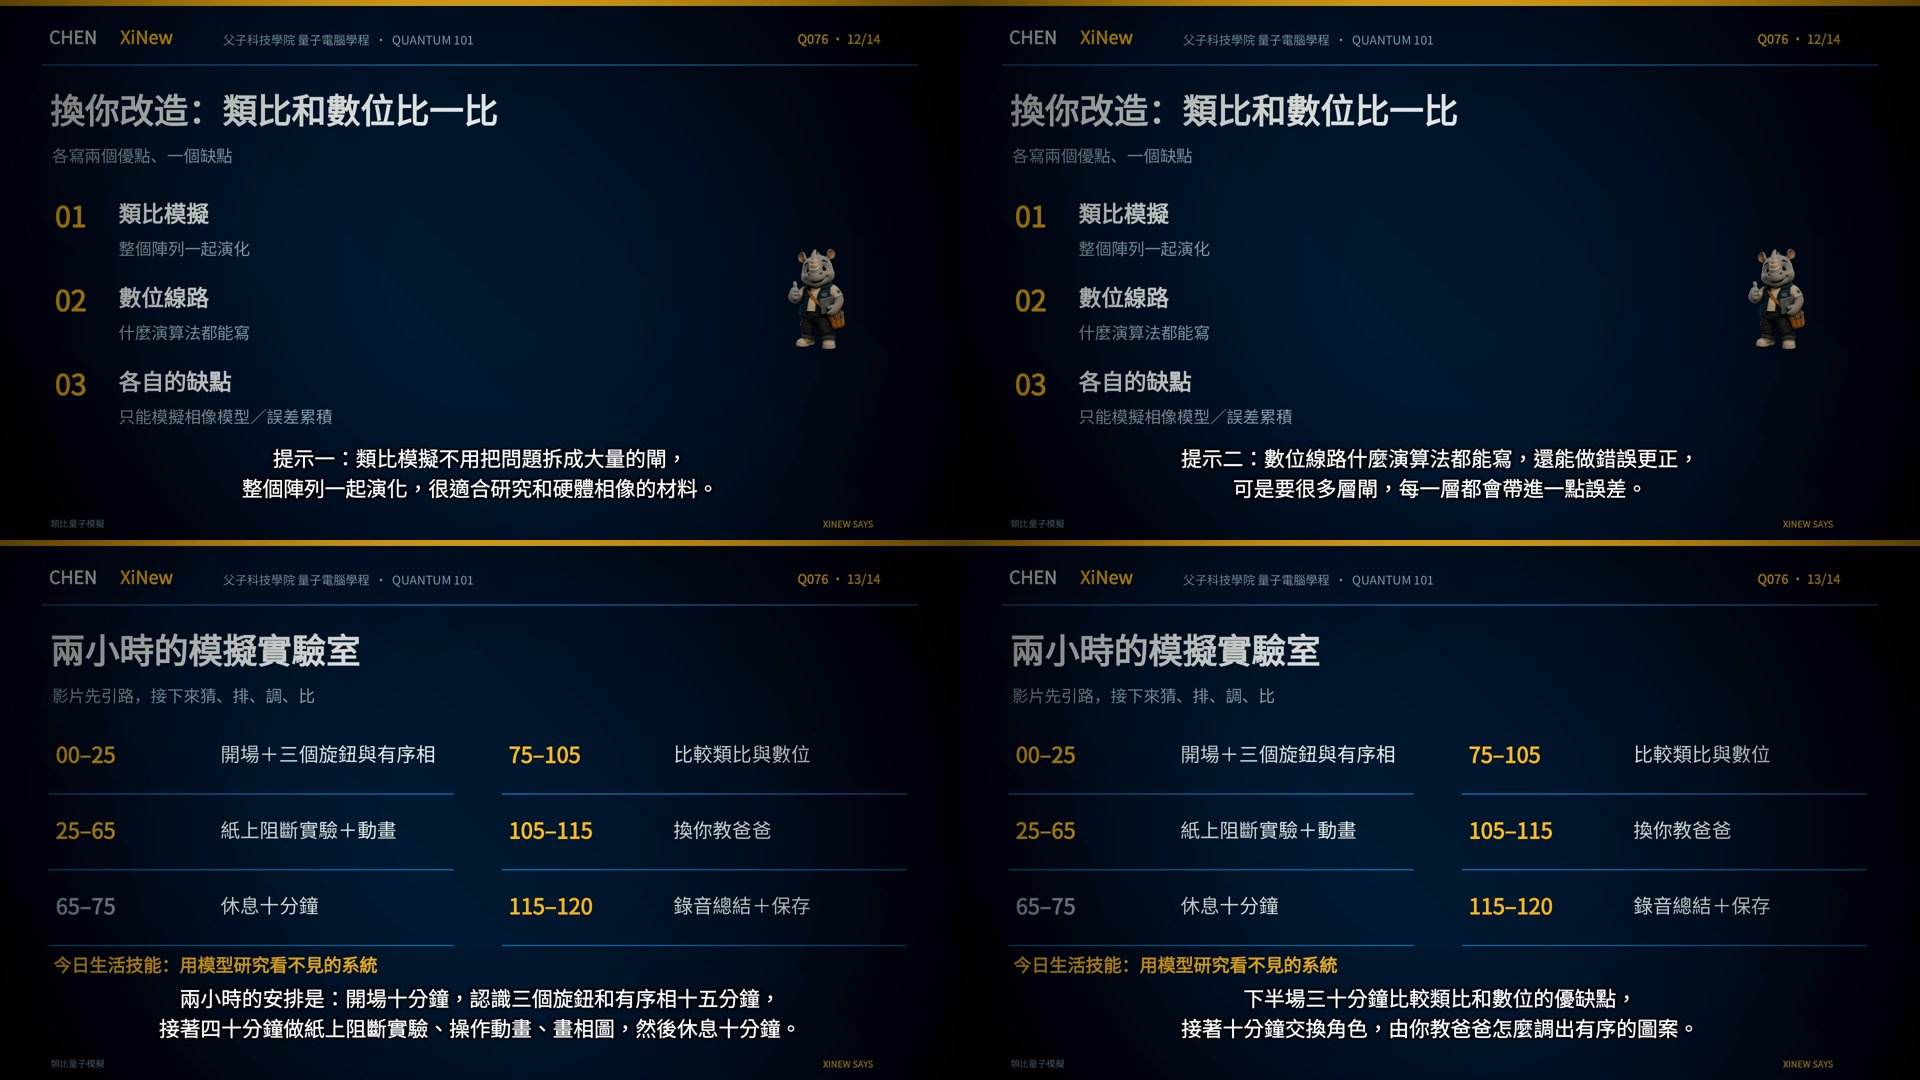 CHEN XiNew 父子科技學院 量子電腦學程 · QUANTUM 101 Q076 · 12/14
換你改造：類比和數位比一比
各寫兩個優點、一個缺點
01 類比模擬
整個陣列一起演化
02 數位線路
什麼演算法都能寫
03 各自的缺點
只能模擬相像模型／誤差累積
提示一：類比模擬不用把問題拆成大量的閘，
整個陣列一起演化，很適合研究和硬體相像的材料。
類比量子模擬 XINEW SAYS
CHEN XiNew 父子科技學院 量子電腦學程 · QUANTUM 101 Q076 · 12/14
換你改造：類比和數位比一比
各寫兩個優點、一個缺點
01 類比模擬
整個陣列一起演化
02 數位線路
什麼演算法都能寫
03 各自的缺點
只能模擬相像模型／誤差累積
提示二：數位線路什麼演算法都能寫，還能做錯誤更正，
可是要很多層閘，每一層都會帶進一點誤差。
類比量子模擬 XINEW SAYS
CHEN XiNew 父子科技學院 量子電腦學程 · QUANTUM 101 Q076 · 13/14
兩小時的模擬實驗室
影片先引路，接下來猜、排、調、比
00–25 開場＋三個旋鈕與有序相 75–105 比較類比與數位
25–65 紙上阻斷實驗＋動畫 105–115 換你教爸爸
65–75 休息十分鐘 115–120 錄音總結＋保存
今日生活技能：用模型研究看不見的系統
兩小時的安排是：開場十分鐘，認識三個旋鈕和有序相十五分鐘，
接著四十分鐘做紙上阻斷實驗、操作動畫、畫相圖，然後休息十分鐘。
類比量子模擬 XINEW SAYS
CHEN XiNew 父子科技學院 量子電腦學程 · QUANTUM 101 Q076 · 13/14
兩小時的模擬實驗室
影片先引路，接下來猜、排、調、比
00–25 開場＋三個旋鈕與有序相 75–105 比較類比與數位
25–65 紙上阻斷實驗＋動畫 105–115 換你教爸爸
65–75 休息十分鐘 115–120 錄音總結＋保存
今日生活技能：用模型研究看不見的系統
下半場三十分鐘比較類比和數位的優缺點，
接著十分鐘交換角色，由你教爸爸怎麼調出有序的圖案。
類比量子模擬 XINEW SAYS